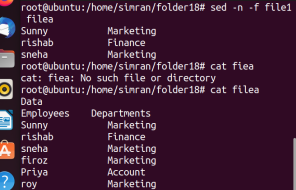 root@ubuntu:/home/simran/folder18# sed -n -f file1
 filea
Sunny          Marketing
rishab         Finance
sneha          Marketing
root@ubuntu:/home/simran/folder18# cat fiea
cat: fiea: No such file or directory
root@ubuntu:/home/simran/folder18# cat filea
Data
Employees    Departments
Sunny          Marketing
rishab         Finance
sneha          Marketing
firoz          Marketing
Priya          Account
roy            Marketing